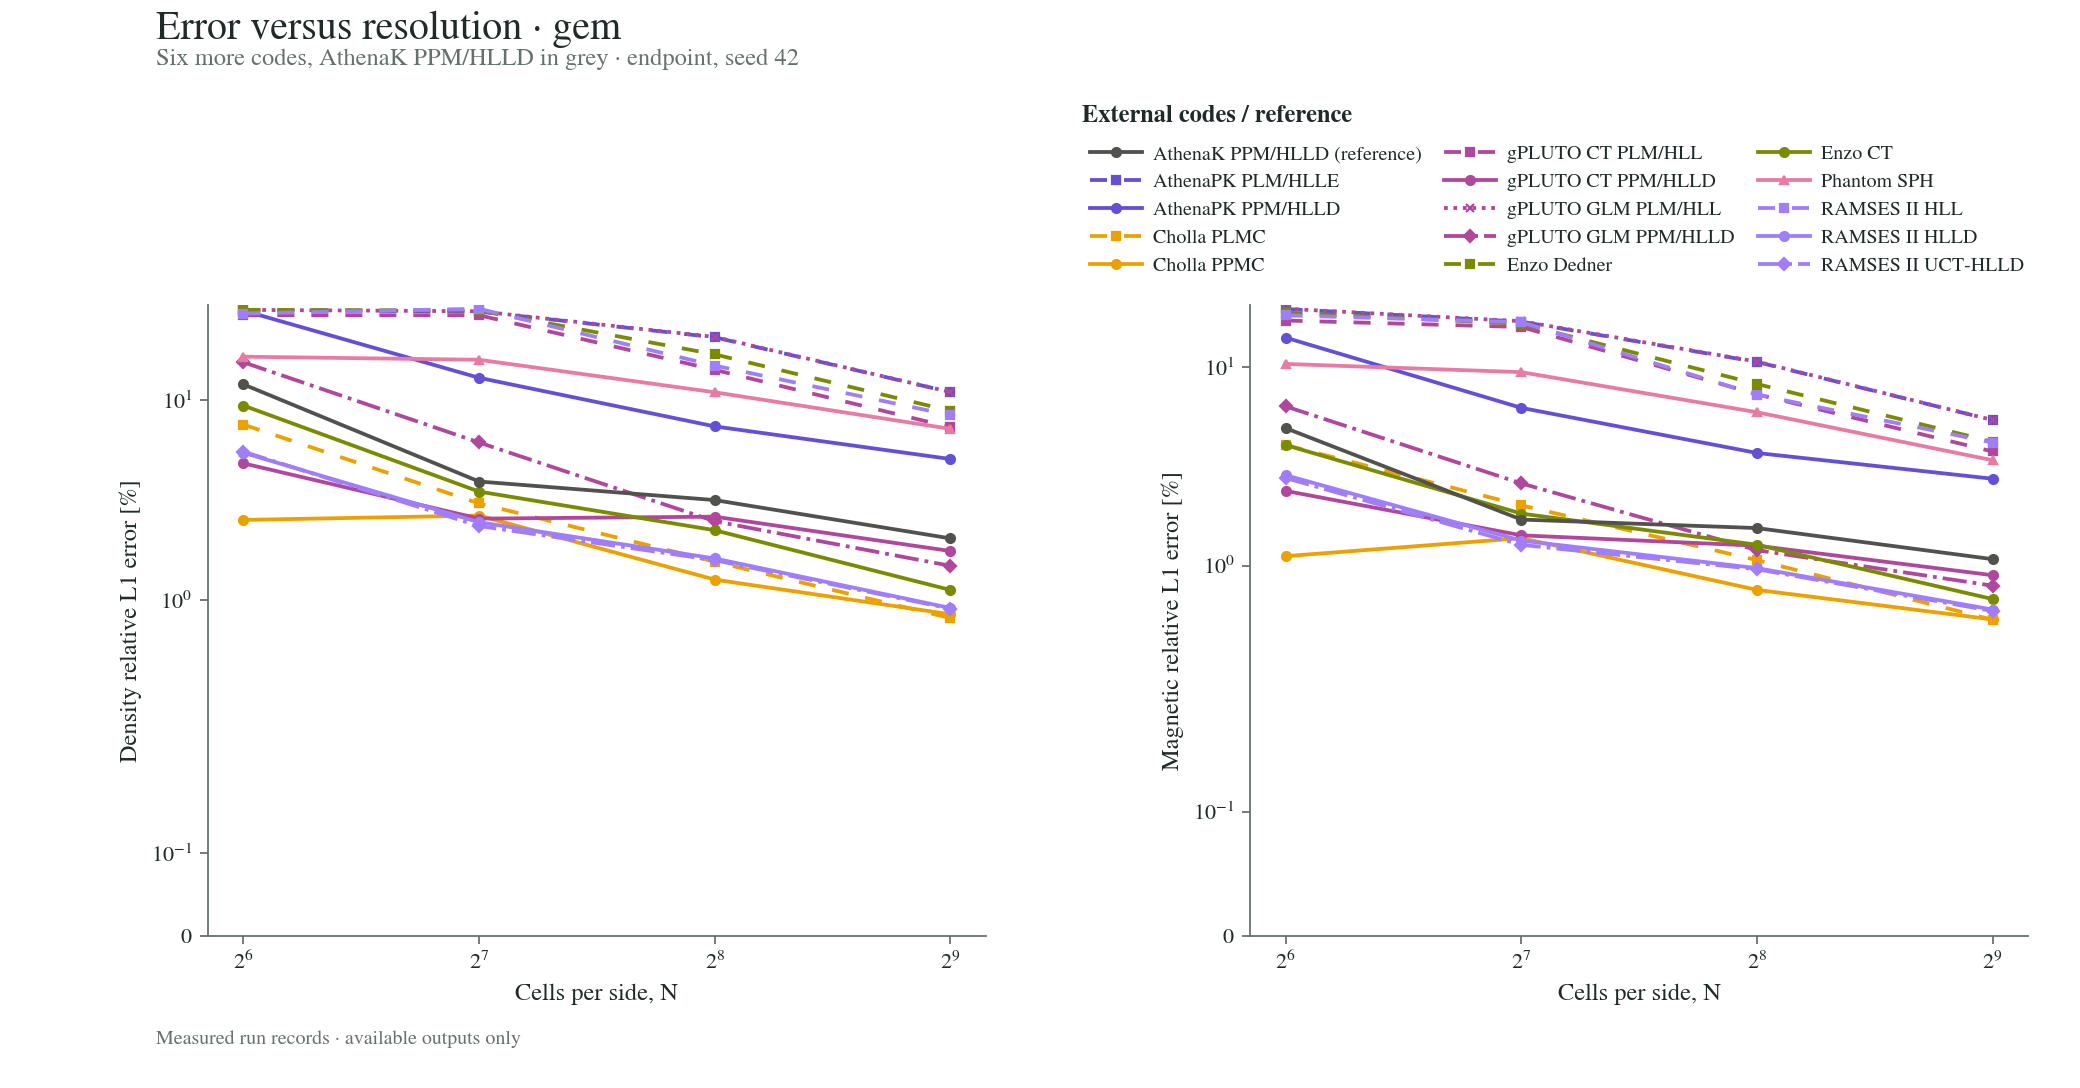 Error versus resolution · gem
Six more codes, AthenaK PPM/HLLD in grey · endpoint, seed 42
External codes / reference
AthenaK PPM/HLLD (reference)
AthenaPK PLM/HLLE
AthenaPK PPM/HLLD
Cholla PLMC
Cholla PPMC
gPLUTO CT PLM/HLL
gPLUTO CT PPM/HLLD
gPLUTO GLM PLM/HLL
gPLUTO GLM PPM/HLLD
Enzo Dedner
Enzo CT
Phantom SPH
RAMSES II HLL
RAMSES II HLLD
RAMSES II UCT-HLLD
Density relative L1 error [%]
10¹
10⁰
10⁻¹
0
2⁶ 2⁷ 2⁸ 2⁹
Cells per side, N
Magnetic relative L1 error [%]
10¹
10⁰
10⁻¹
0
2⁶ 2⁷ 2⁸ 2⁹
Cells per side, N
Measured run records · available outputs only